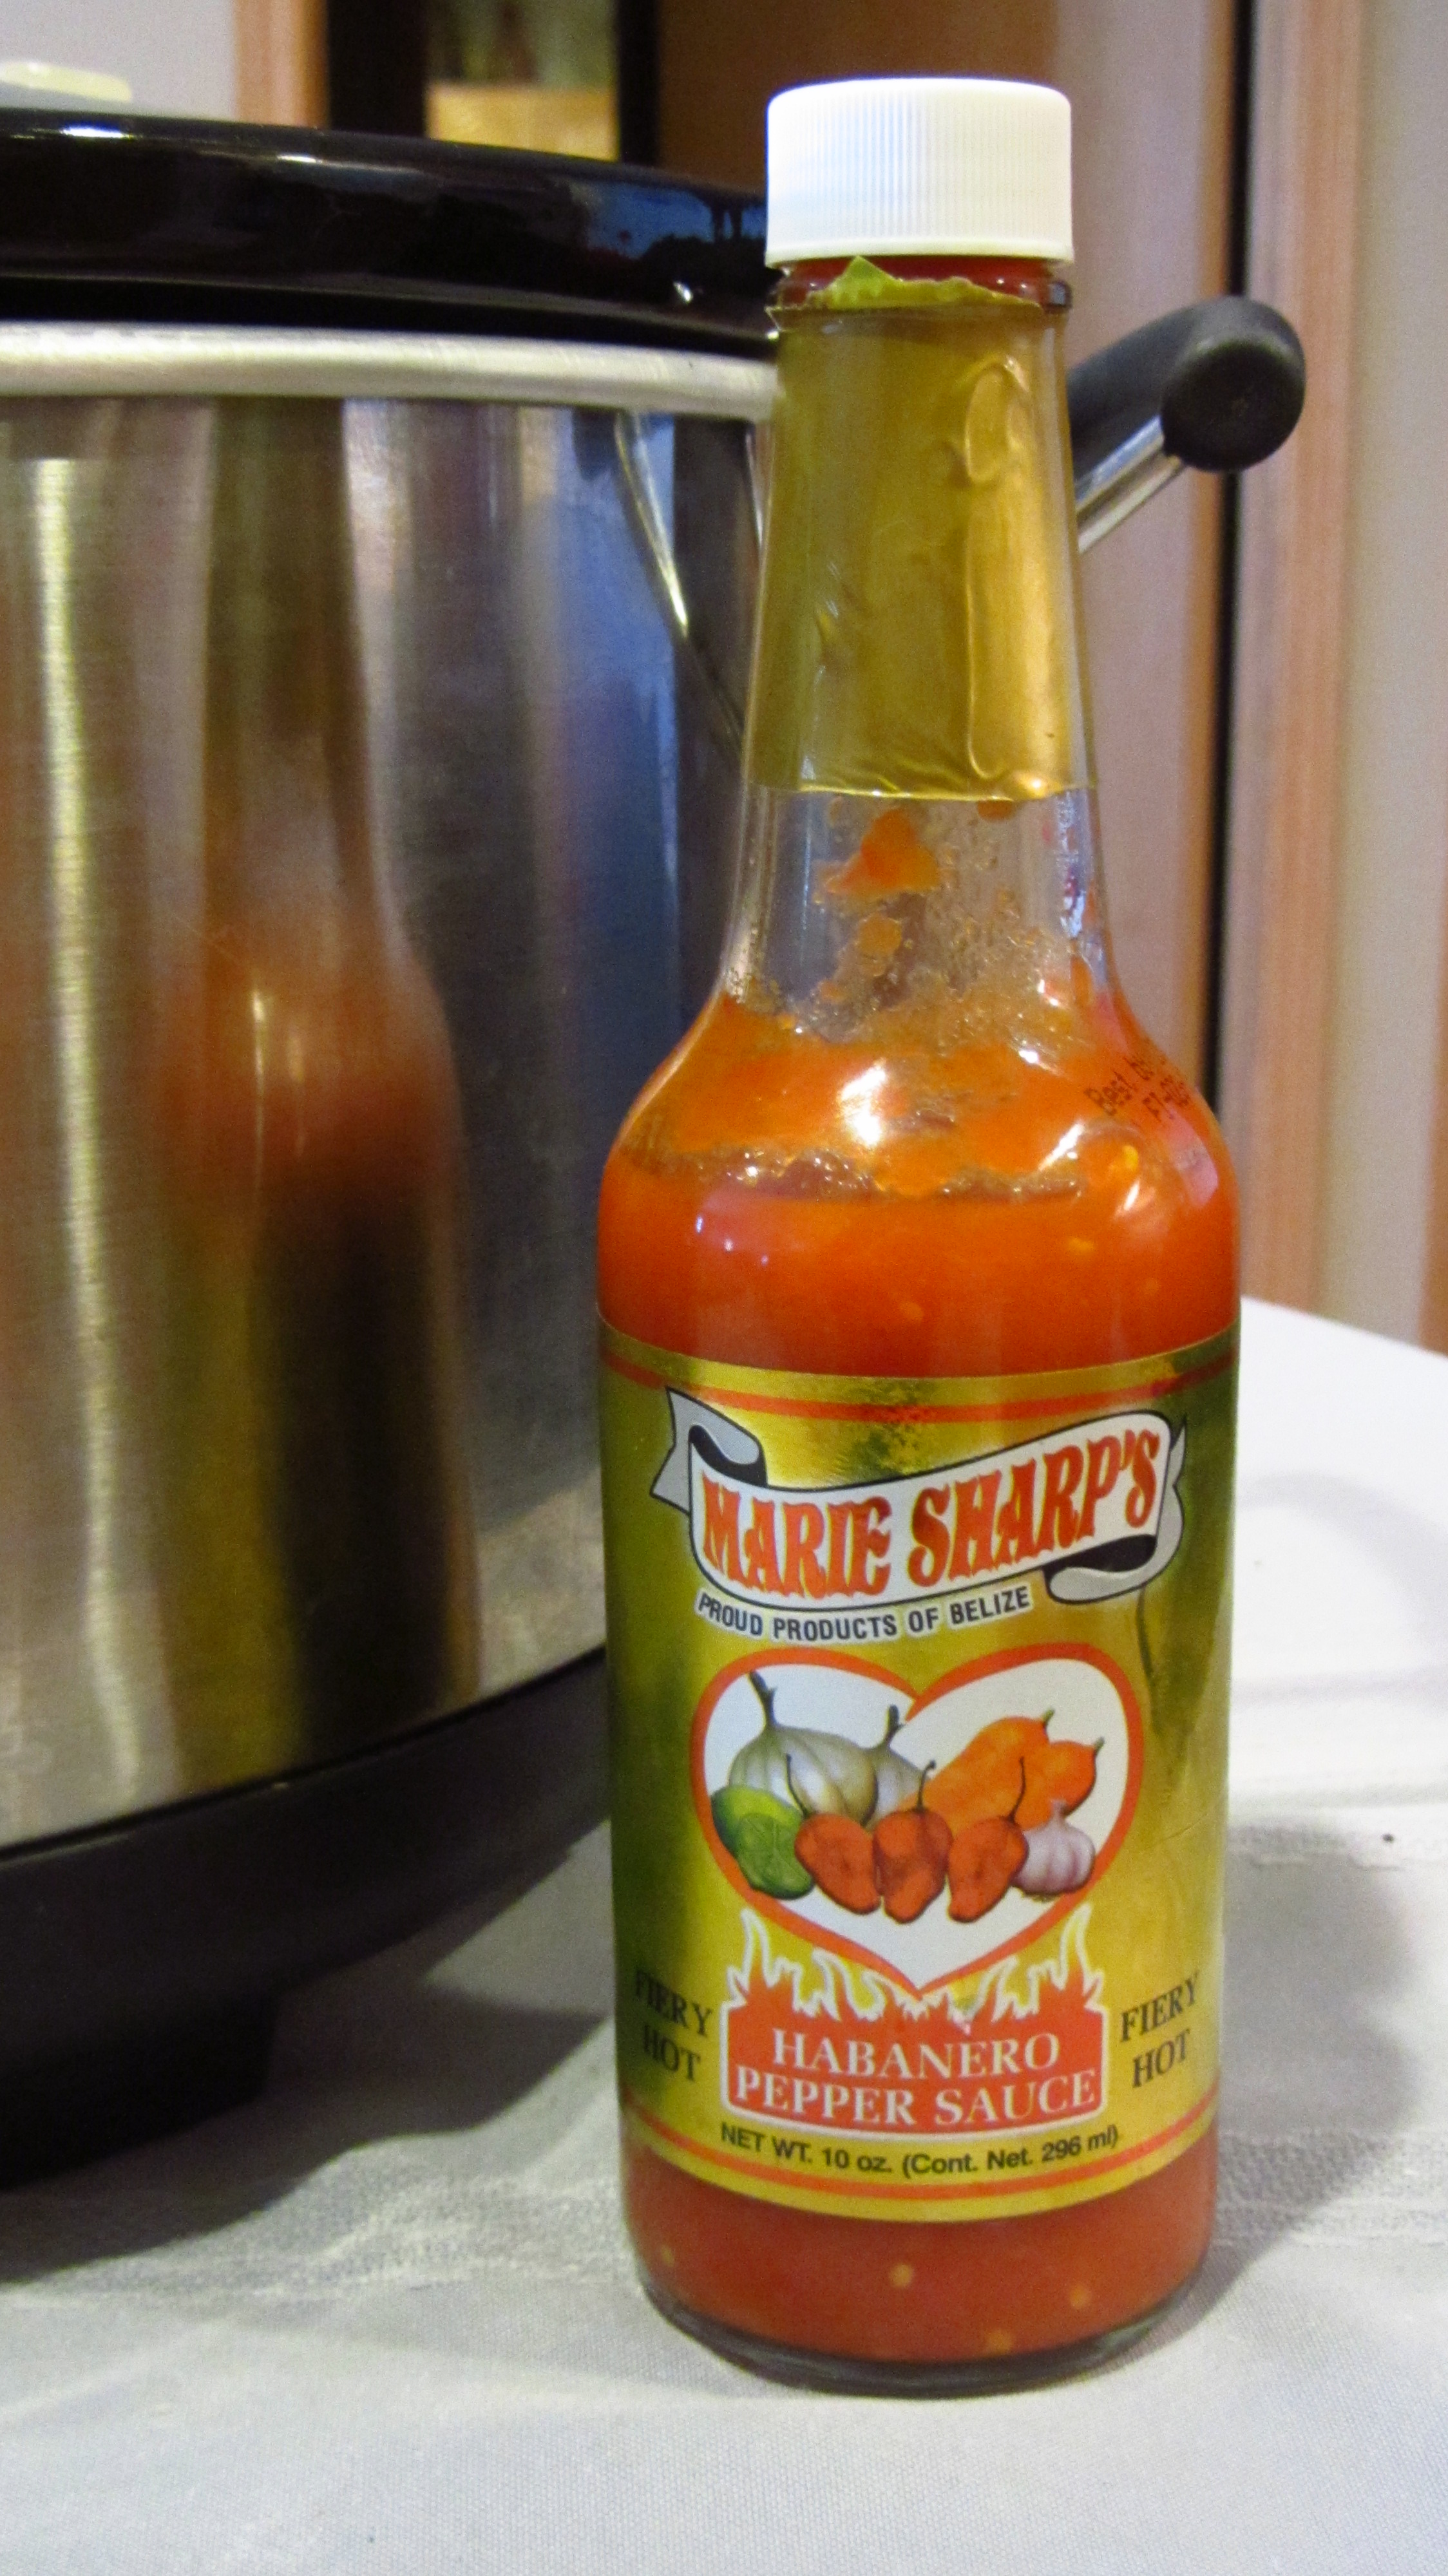 Best
MARIE SHARP'S
PROUD PRODUCTS OF BELIZE
FIERY
HOT
FIERY
HOT
HABANERO
PEPPER SAUCE
NET WT. 10 oz. (Cont. Net. 296 ml)